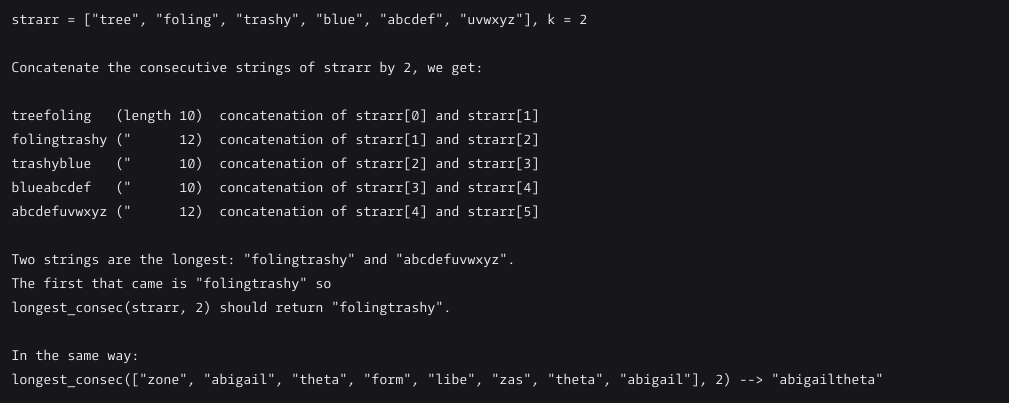 strarr = ["tree", "foling", "trashy", "blue", "abcdef", "uvwxyz"], k = 2
Concatenate the consecutive strings of strarr by 2, we get:
treefoling   (length 10)  concatenation of strarr[0] and strarr[1]
folingtrashy ("      12)  concatenation of strarr[1] and strarr[2]
trashyblue   ("      10)  concatenation of strarr[2] and strarr[3]
blueabcdef   ("      10)  concatenation of strarr[3] and strarr[4]
abcdefuvwxyz ("      12)  concatenation of strarr[4] and strarr[5]
Two strings are the longest: "folingtrashy" and "abcdefuvwxyz".
The first that came is "folingtrashy" so
longest_consec(strarr, 2) should return "folingtrashy".
In the same way:
longest_consec(["zone", "abigail", "theta", "form", "libe", "zas", "theta", "abigail"], 2) --> "abigailtheta"